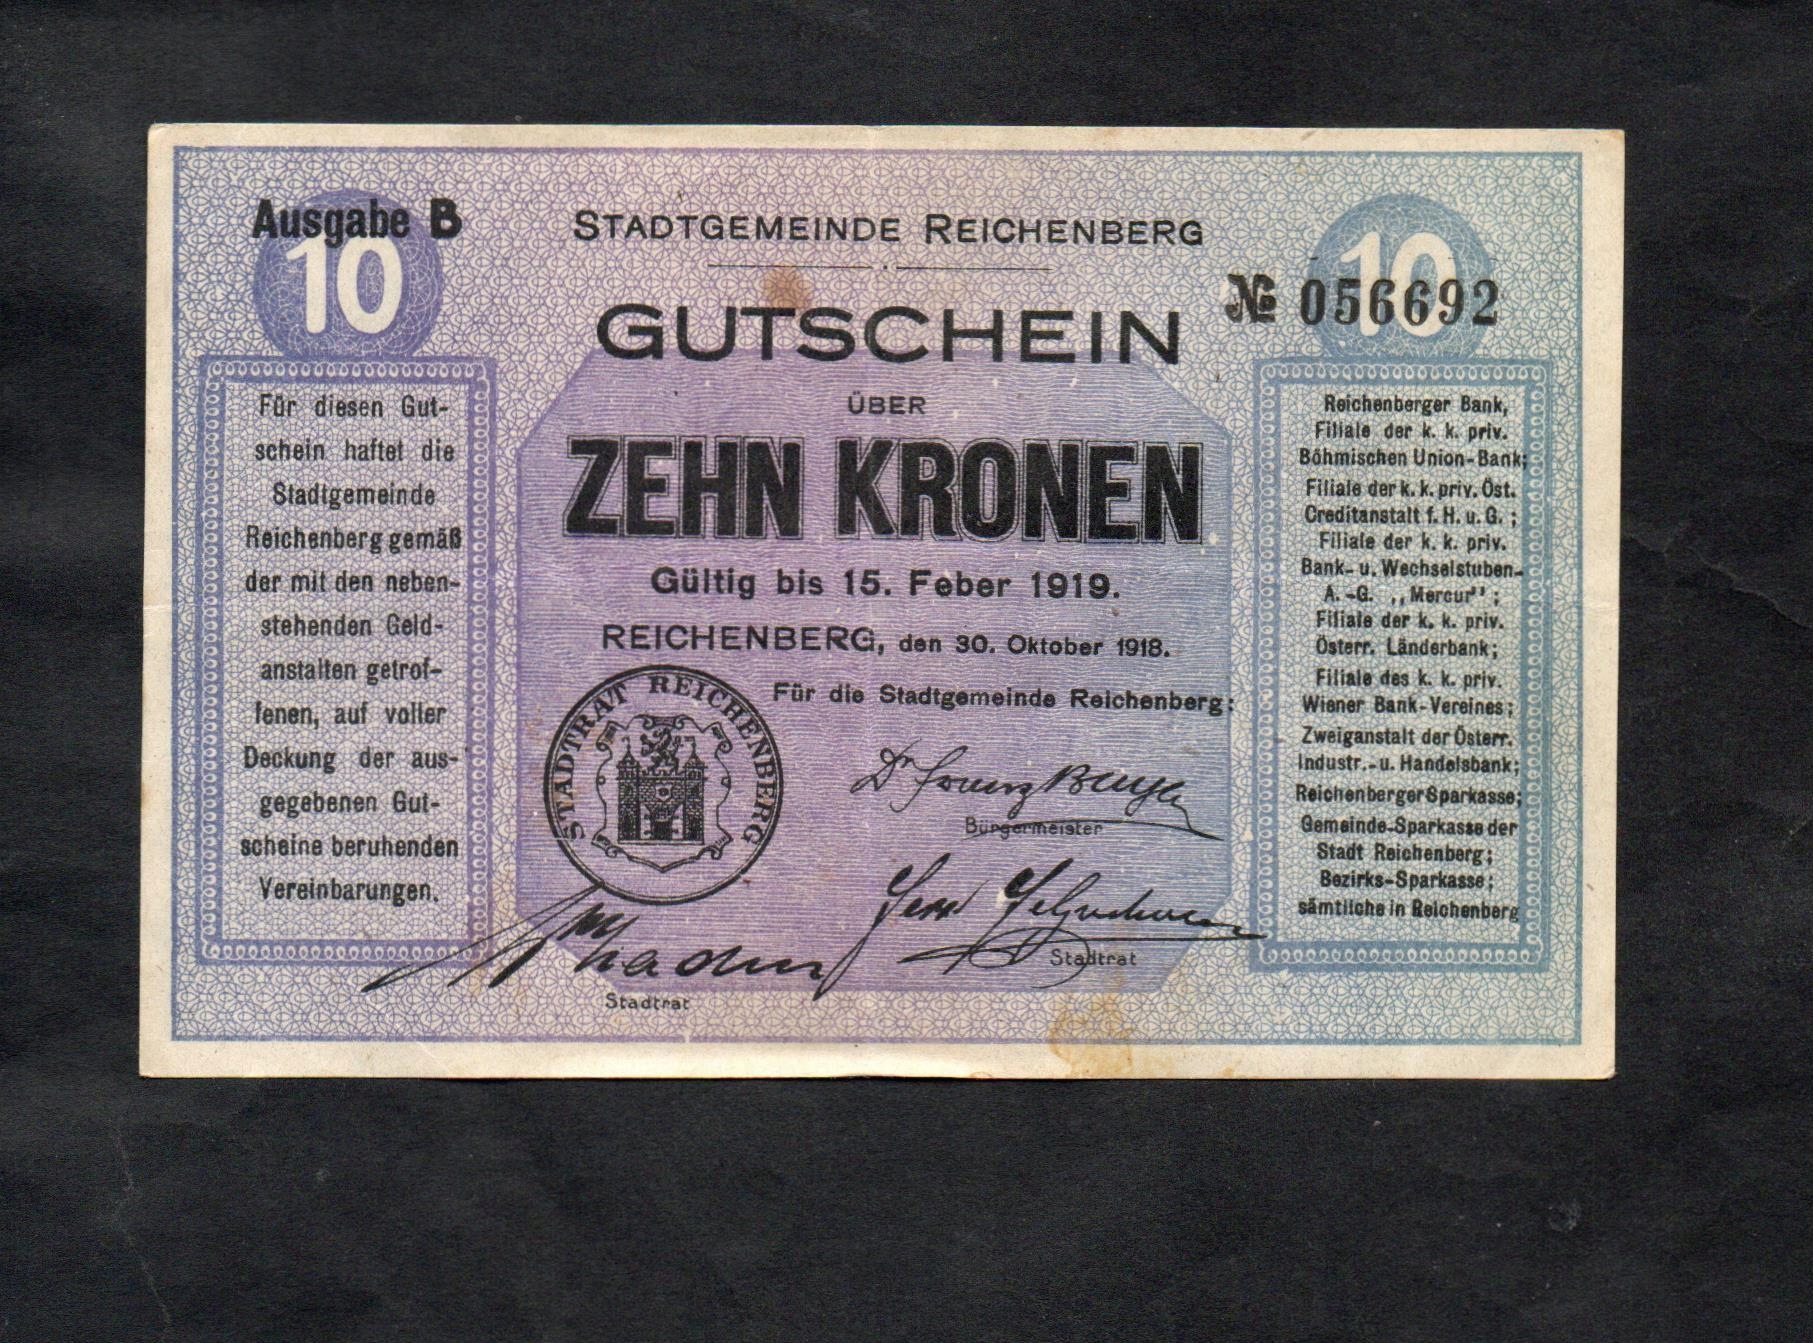 Ausgabe B
10
STADTGEMEINDE REICHENBERG
10
№ 056692
GUTSCHEIN
ÜBER
ZEHN KRONEN
Gültig bis 15. Feber 1919.
REICHENBERG, den 30. Oktober 1918.
Für die Stadtgemeinde Reichenberg:
STADTRAT REICHENBERG
Dr Franz Bayer
Bürgermeister
Stadtrat
Stadtrat
Für diesen Gut-
schein haftet die
Stadtgemeinde
Reichenberg gemäß
der mit den neben-
stehenden Geld-
anstalten getrof-
fenen, auf voller
Deckung der aus-
gegebenen Gut-
scheine beruhenden
Vereinbarungen.
Reichenberger Bank,
Filiale der k. k. priv.
Böhmischen Union-Bank;
Filiale der k. k. priv. Öst.
Creditanstalt f. H. u. G. ;
Filiale der k. k. priv.
Bank- u. Wechselstuben-
A.-G. „Mercur";
Filiale der k. k. priv.
Österr. Länderbank;
Filiale des k. k. priv.
Wiener Bank-Vereines;
Zweiganstalt der Österr.
Industr.- u. Handelsbank;
Reichenberger Sparkasse;
Gemeinde-Sparkasse der
Stadt Reichenberg;
Bezirks-Sparkasse;
sämtliche in Reichenberg